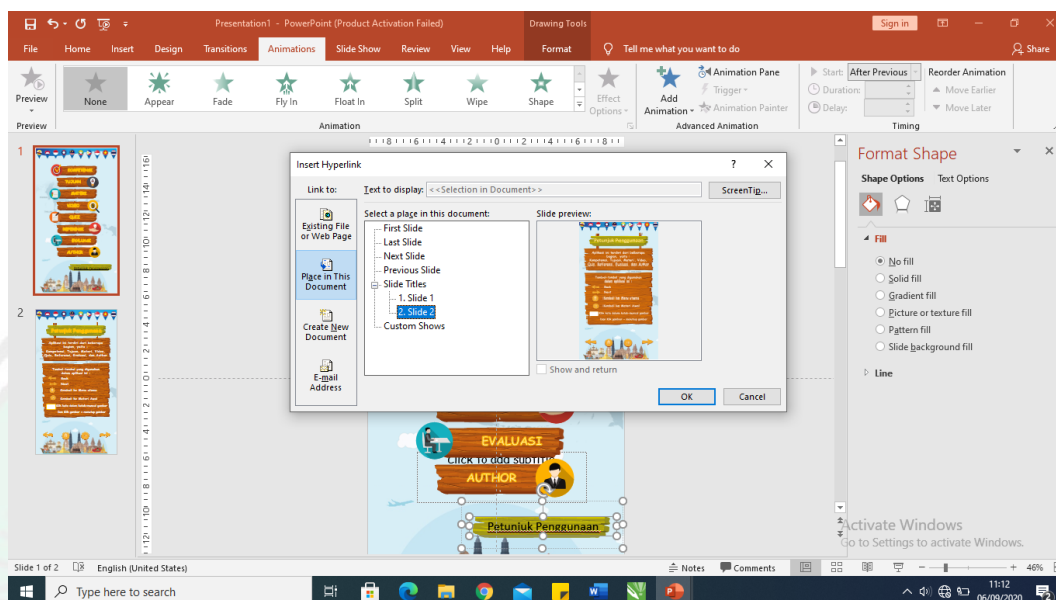 Presentation1 - PowerPoint (Product Activation Failed)
Drawing Tools
Sign in
File Home Insert Design Transitions Animations Slide Show Review View Help Format Tell me what you want to do Share
Preview
None
Appear
Fade
Fly In
Float In
Split
Wipe
Shape
Effect Options
Add Animation
Animation Pane
Trigger
Animation Painter
Start: After Previous
Duration:
Delay:
Reorder Animation
Move Earlier
Move Later
Preview
Animation
Advanced Animation
Timing
Insert Hyperlink
Link to:
Text to display: <<Selection in Document>>
ScreenTip...
Existing File
or Web Page
Place in This
Document
Create New
Document
E-mail
Address
Select a place in this document:
First Slide
Last Slide
Next Slide
Previous Slide
Slide Titles
1. Slide 1
2. Slide 2
Custom Shows
Slide preview:
Petunjuk Penggunaan
Show and return
OK
Cancel
1
2
Petunjuk Penggunaan
EVALUASI
Click to add subtitle
AUTHOR
Petunjuk Penggunaan
Format Shape
Shape Options Text Options
Fill
No fill
Solid fill
Gradient fill
Picture or texture fill
Pattern fill
Slide background fill
Line
Activate Windows
Go to Settings to activate Windows.
Slide 1 of 2
English (United States)
Notes
Comments
46%
Type here to search
11:12
06/09/2020